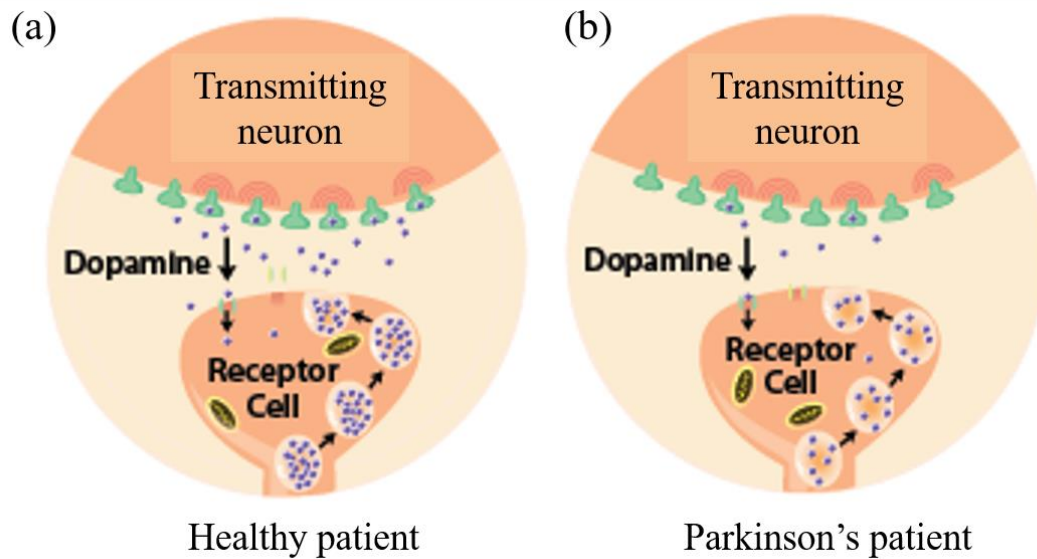 (a)
Transmitting
neuron
Dopamine
Receptor
Cell
Healthy patient
(b)
Transmitting
neuron
Dopamine
Receptor
Cell
Parkinson’s patient